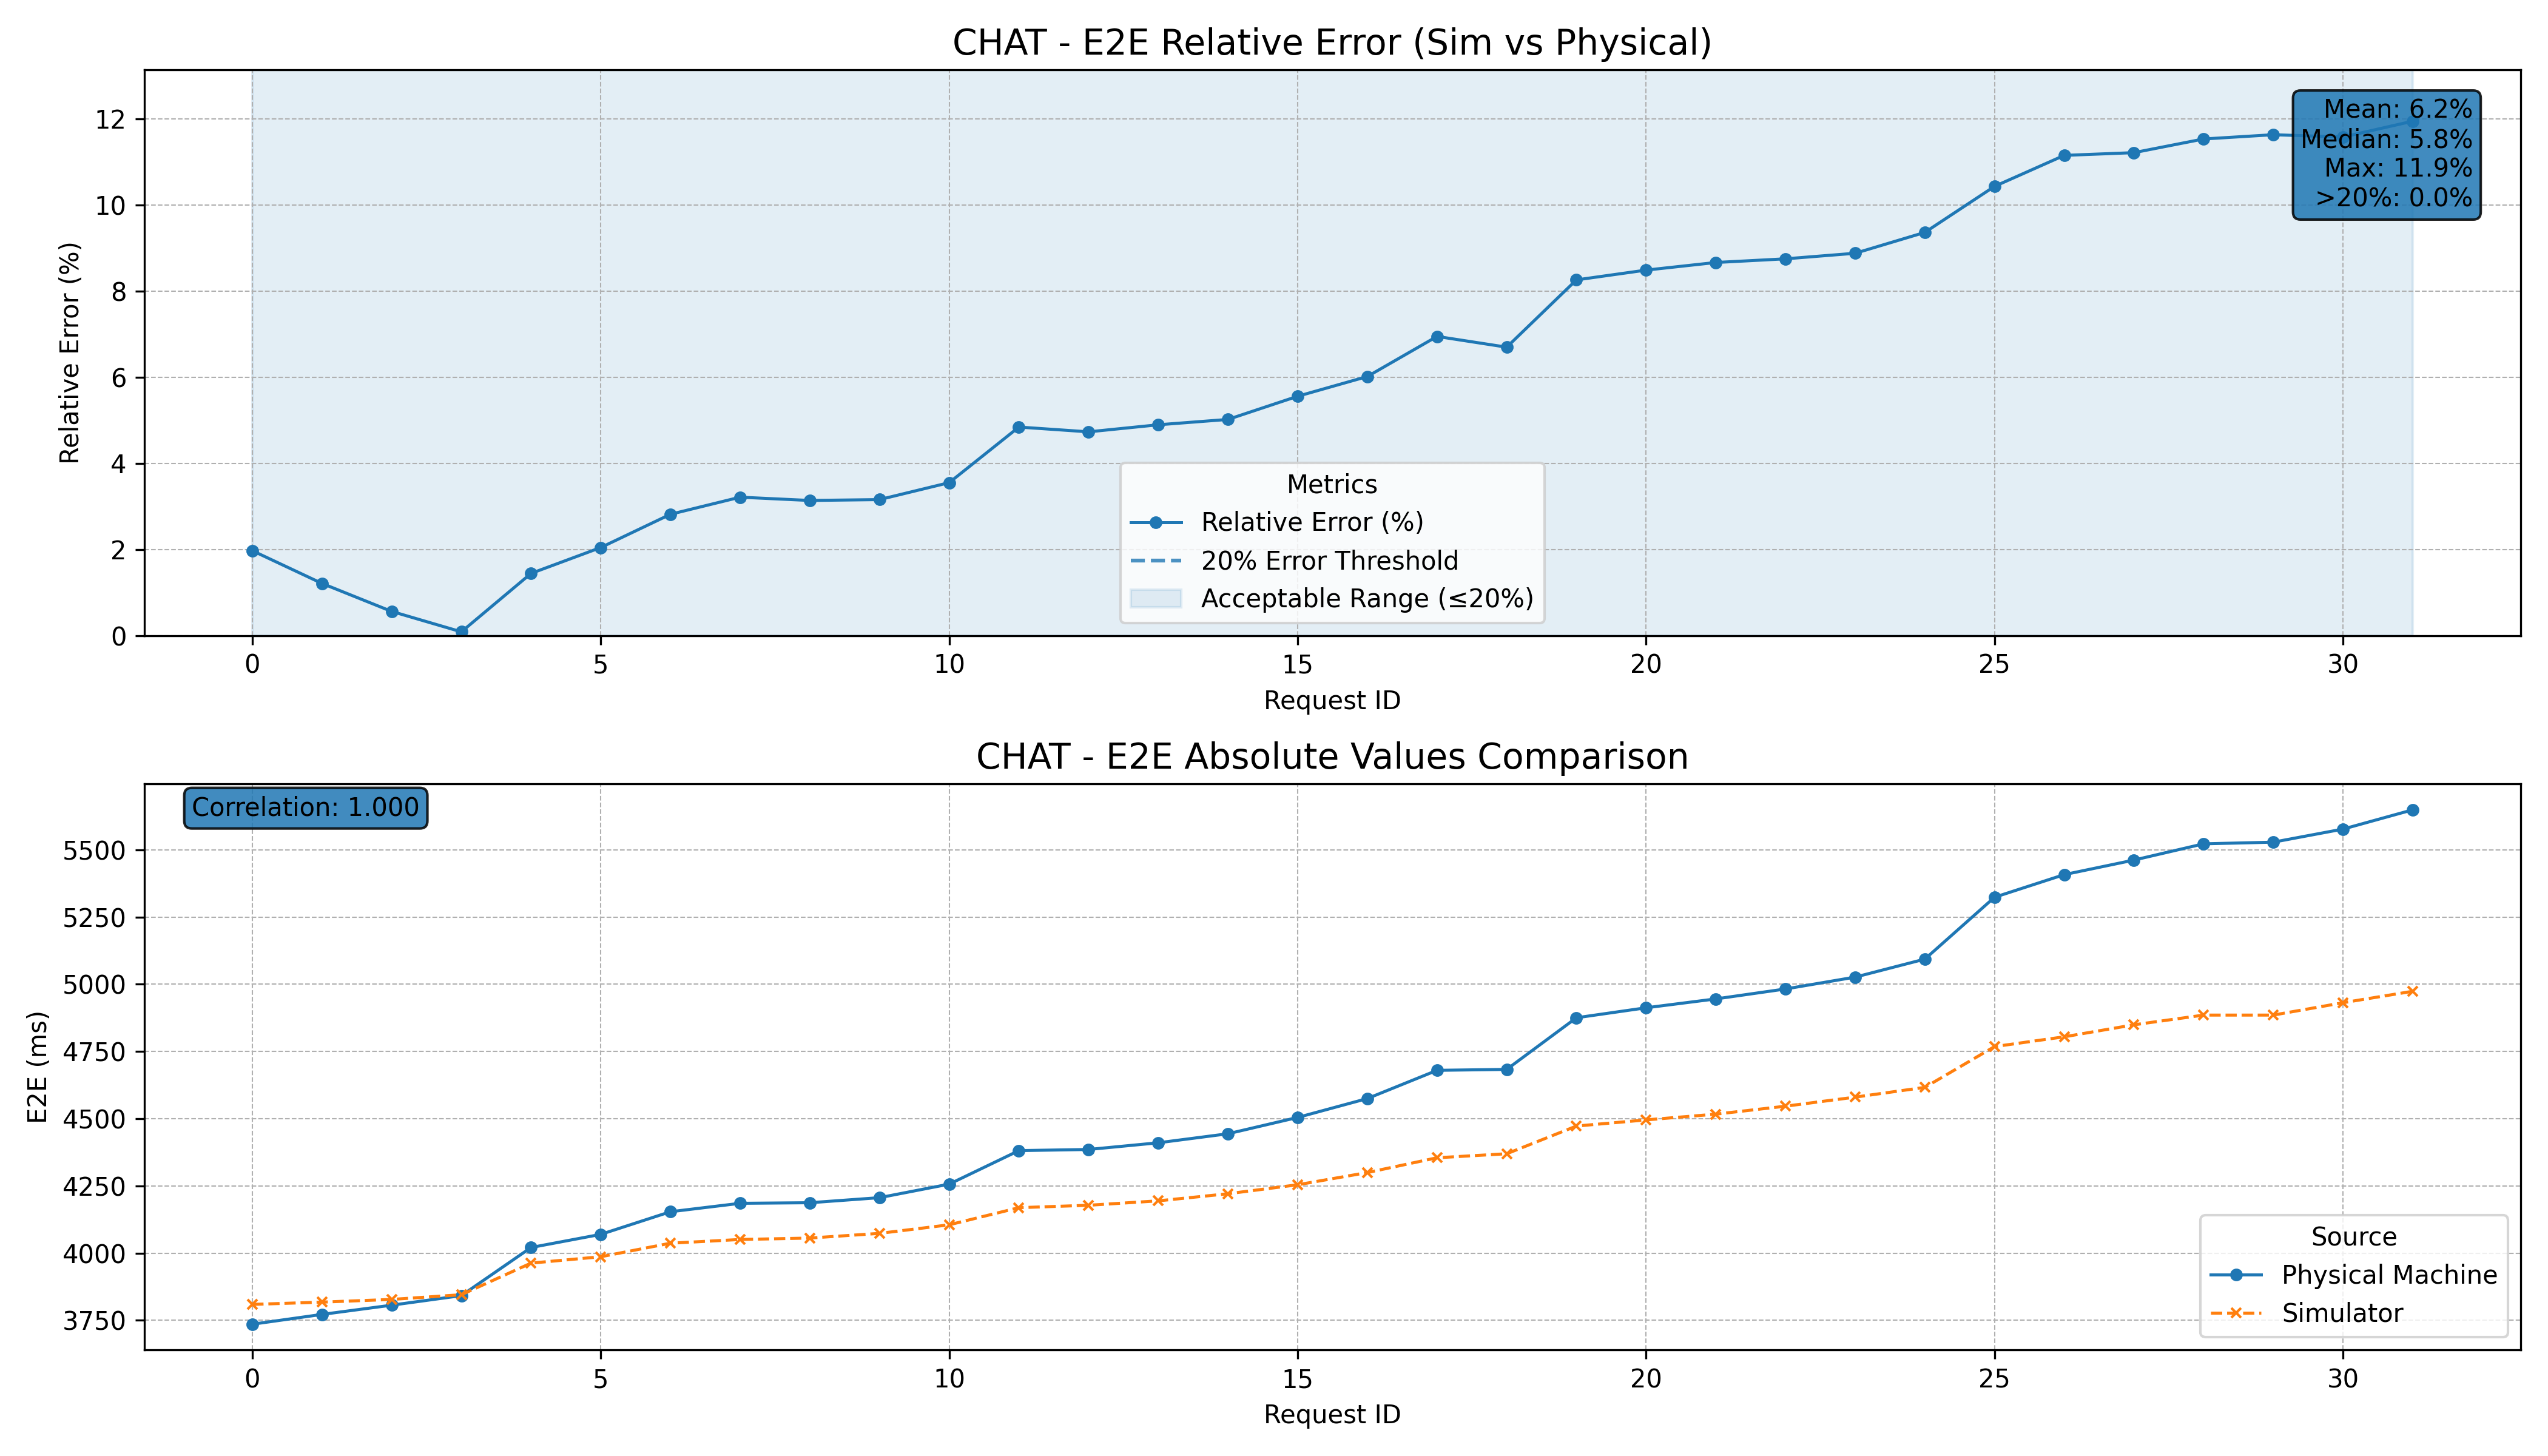 CHAT - E2E Relative Error (Sim vs Physical)
Relative Error (%)
12
10
8
6
4
2
0
Mean: 6.2%
Median: 5.8%
Max: 11.9%
>20%: 0.0%
Metrics
Relative Error (%)
20% Error Threshold
Acceptable Range (≤20%)
0 5 10 15 20 25 30
Request ID
CHAT - E2E Absolute Values Comparison
Correlation: 1.000
E2E (ms)
5500
5250
5000
4750
4500
4250
4000
3750
Source
Physical Machine
Simulator
0 5 10 15 20 25 30
Request ID